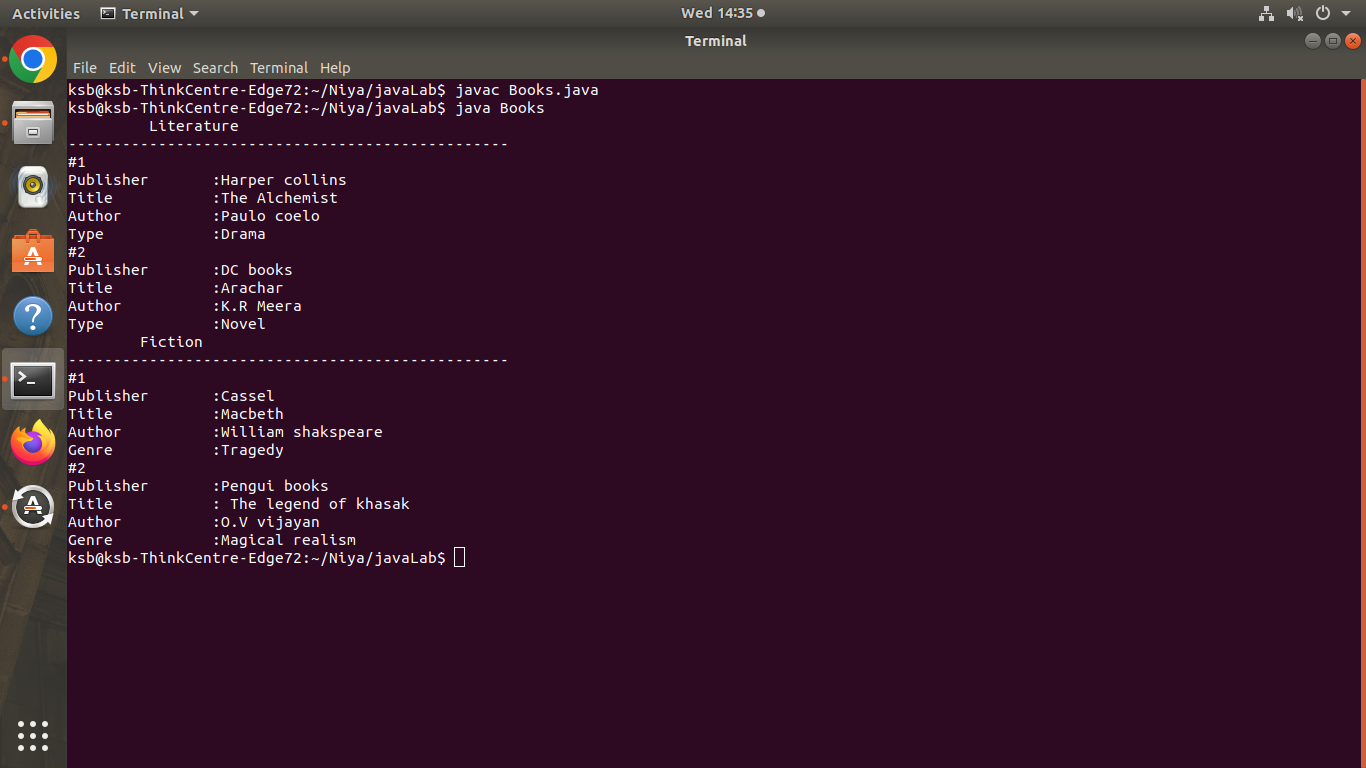 Activities Terminal Wed 14:35
Terminal
File Edit View Search Terminal Help
ksb@ksb-ThinkCentre-Edge72:~/Niya/javaLab$ javac Books.java
ksb@ksb-ThinkCentre-Edge72:~/Niya/javaLab$ java Books
Literature
-------------------------------------------------
#1
Publisher :Harper collins
Title :The Alchemist
Author :Paulo coelo
Type :Drama
#2
Publisher :DC books
Title :Arachar
Author :K.R Meera
Type :Novel
Fiction
-------------------------------------------------
#1
Publisher :Cassel
Title :Macbeth
Author :William shakspeare
Genre :Tragedy
#2
Publisher :Pengui books
Title : The legend of khasak
Author :O.V vijayan
Genre :Magical realism
ksb@ksb-ThinkCentre-Edge72:~/Niya/javaLab$